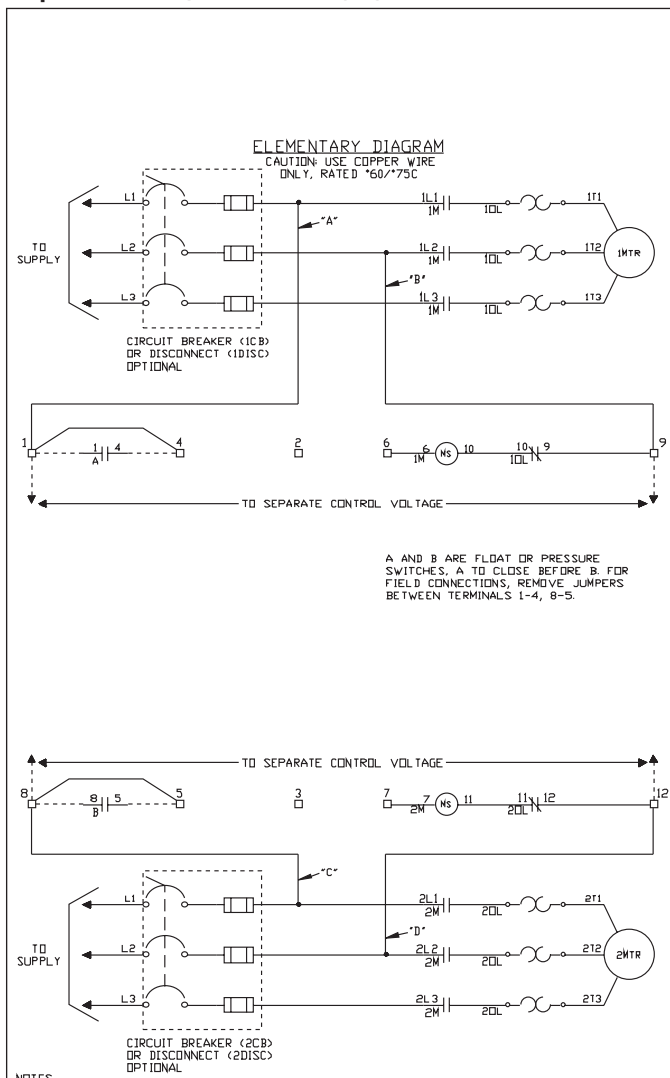 ELEMENTARY DIAGRAM
CAUTION: USE COPPER WIRE
ONLY, RATED °60/°75C
L1
"A"
1L1
1M
1OL
1T1
TO
SUPPLY
L2
1L2
1M
1OL
1T2
1MTR
"B"
L3
1L3
1M
1OL
1T3
CIRCUIT BREAKER (1CB)
OR DISCONNECT (1DISC)
OPTIONAL
1
1
A
4
4
2
6
6
1M
NS
10
10
1OL
9
9
TO SEPARATE CONTROL VOLTAGE
A AND B ARE FLOAT OR PRESSURE
SWITCHES, A TO CLOSE BEFORE B. FOR
FIELD CONNECTIONS, REMOVE JUMPERS
BETWEEN TERMINALS 1-4, 8-5.
TO SEPARATE CONTROL VOLTAGE
8
8
B
5
5
3
7
7
2M
NS
11
11
2OL
12
12
"C"
L1
2L1
2M
2OL
2T1
"D"
TO
SUPPLY
L2
2L2
2M
2OL
2T2
2MTR
L3
2L3
2M
2OL
2T3
CIRCUIT BREAKER (2CB)
OR DISCONNECT (2DISC)
OPTIONAL